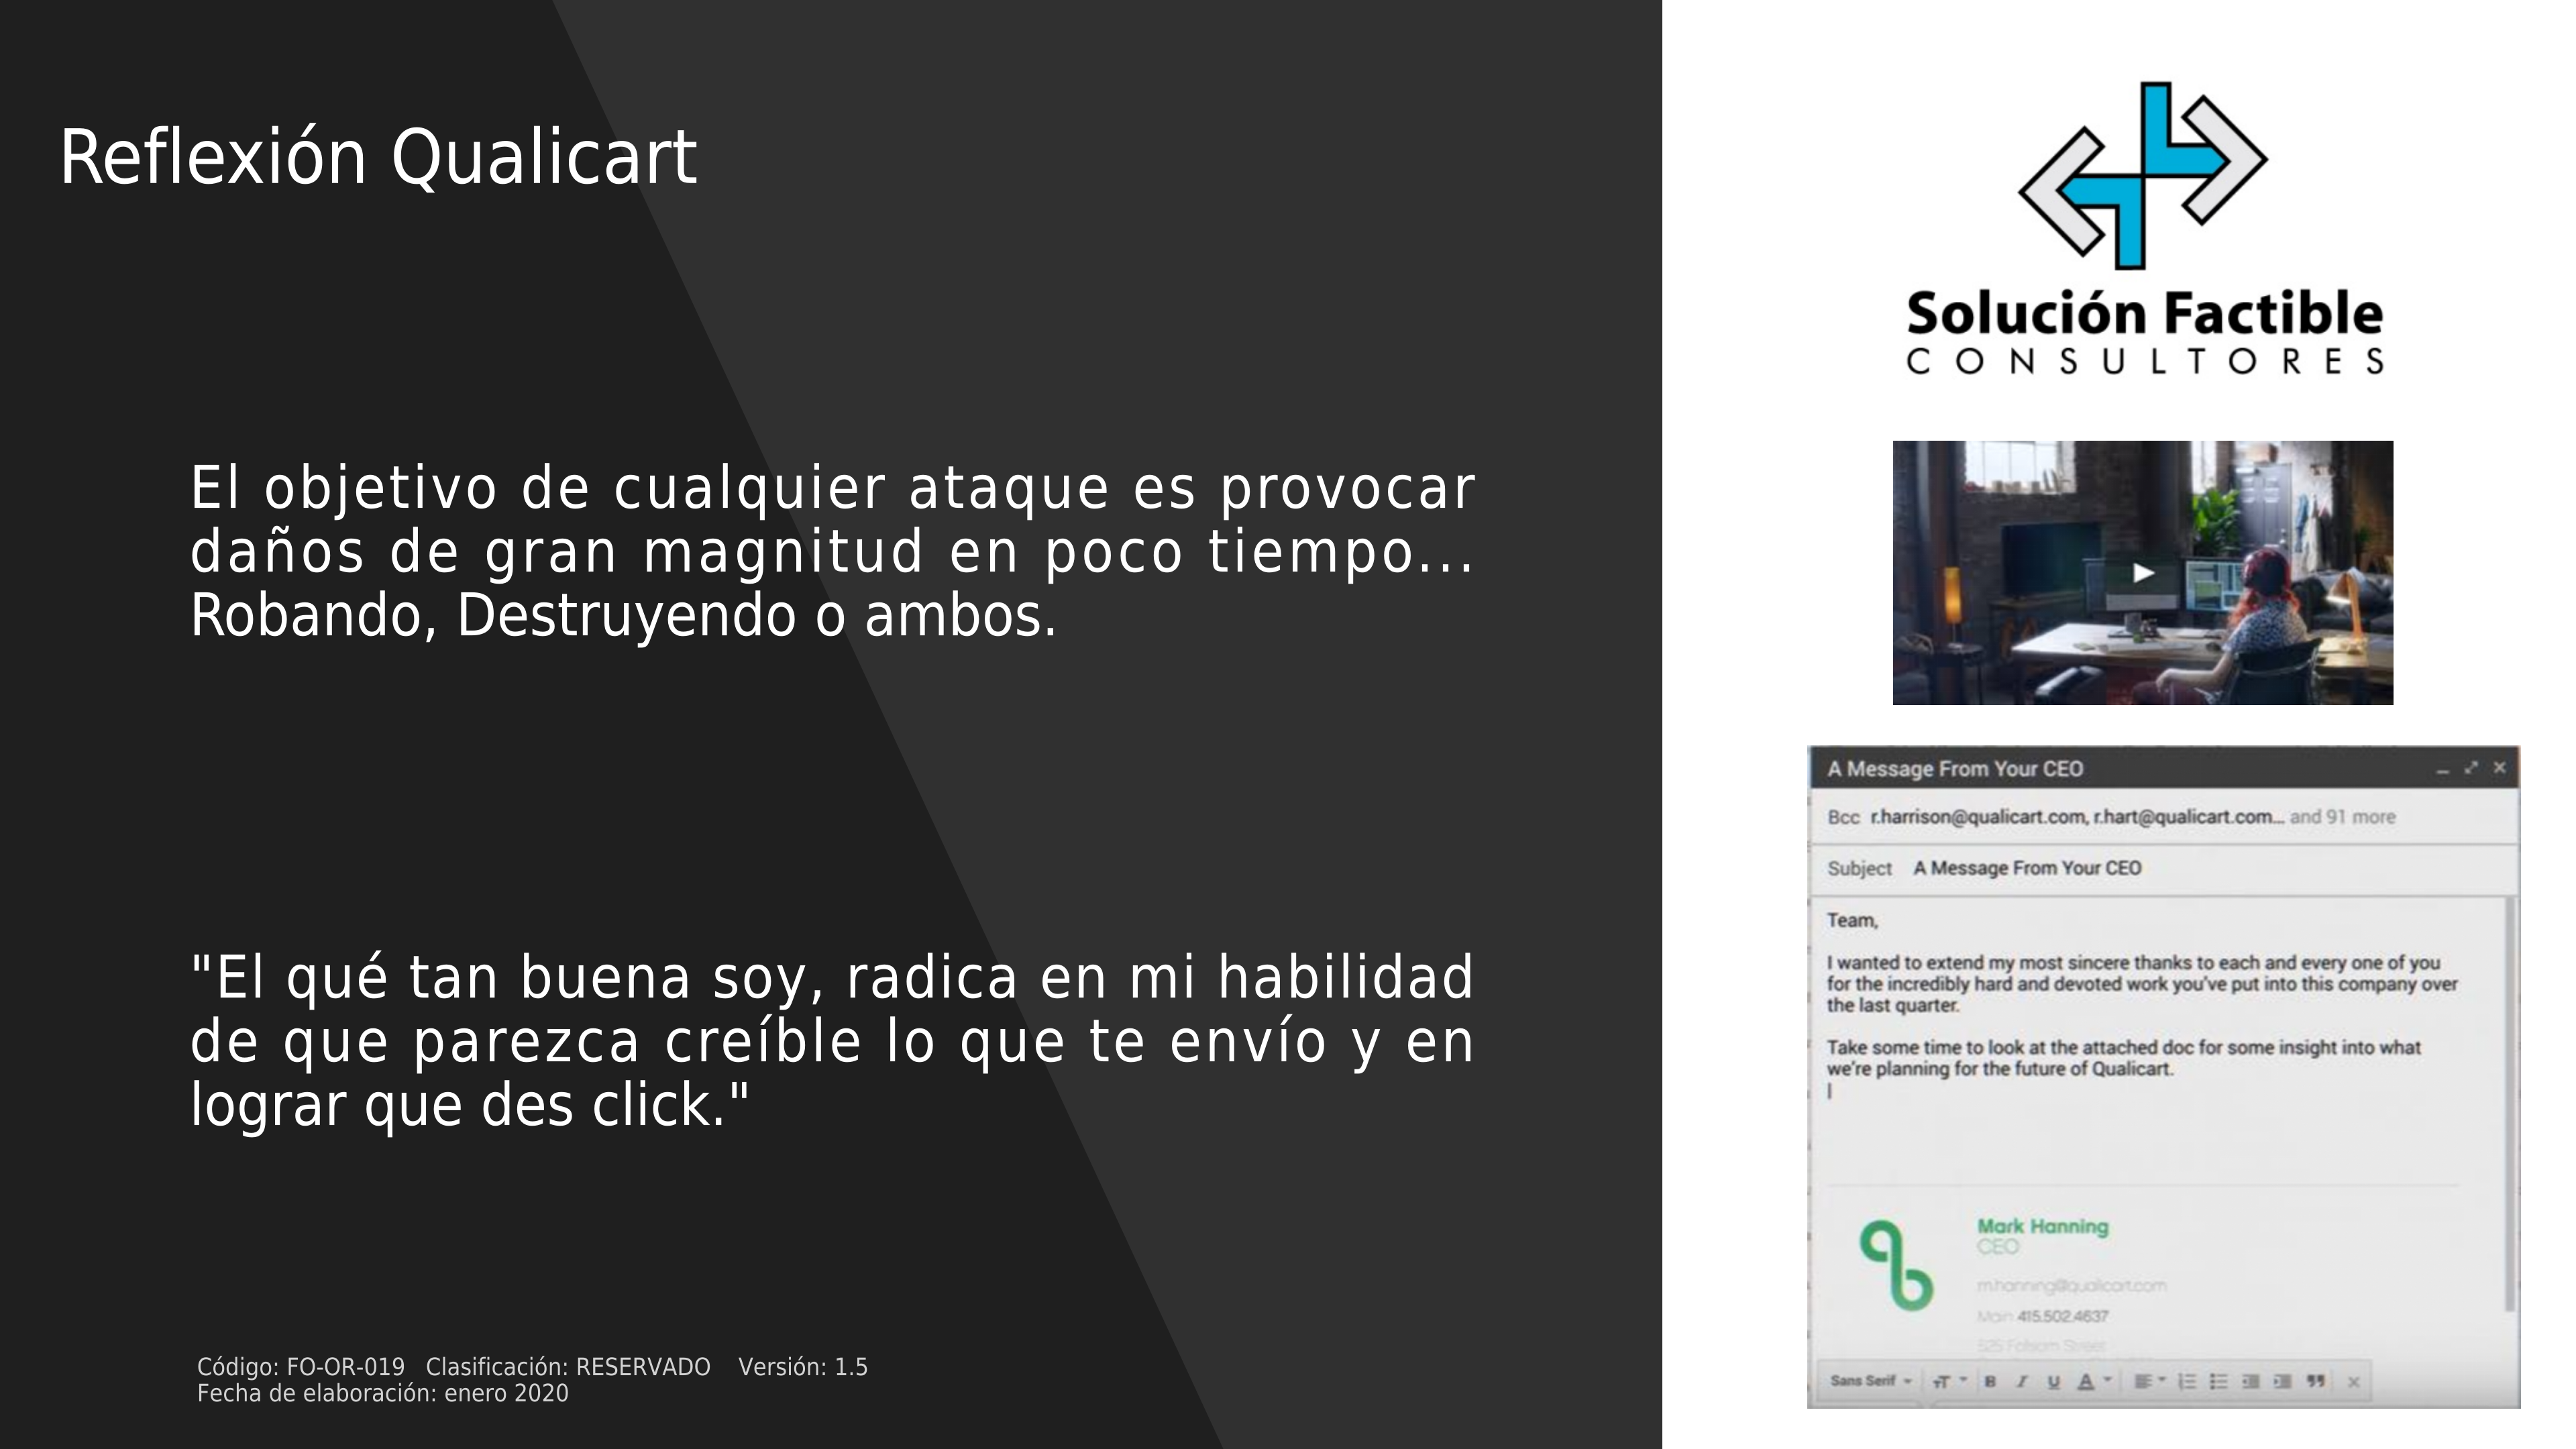 Reflexión Qualicart
El objetivo de cualquier ataque es provocar
daños de gran magnitud en poco tiempo...
Robando, Destruyendo o ambos.
"El qué tan buena soy, radica en mi habilidad
de que parezca creíble lo que te envío y en
lograr que des click."
Código: FO-OR-019 Clasificación: RESERVADO Versión: 1.5
Fecha de elaboración: enero 2020
Solución Factible
CONSULTORES
A Message From Your CEO
Bcc r.harrison@qualicart.com, r.hart@qualicart.com... and 91 more
Subject A Message From Your CEO
Team,
I wanted to extend my most sincere thanks to each and every one of you
for the incredibly hard and devoted work you've put into this company over
the last quarter.
Take some time to look at the attached doc for some insight into what
we're planning for the future of Qualicart.
Mark Hanning
CEO
m.hanning@qualicart.com
Main 415.502.4637
525 Folsom Street
Sans Serif